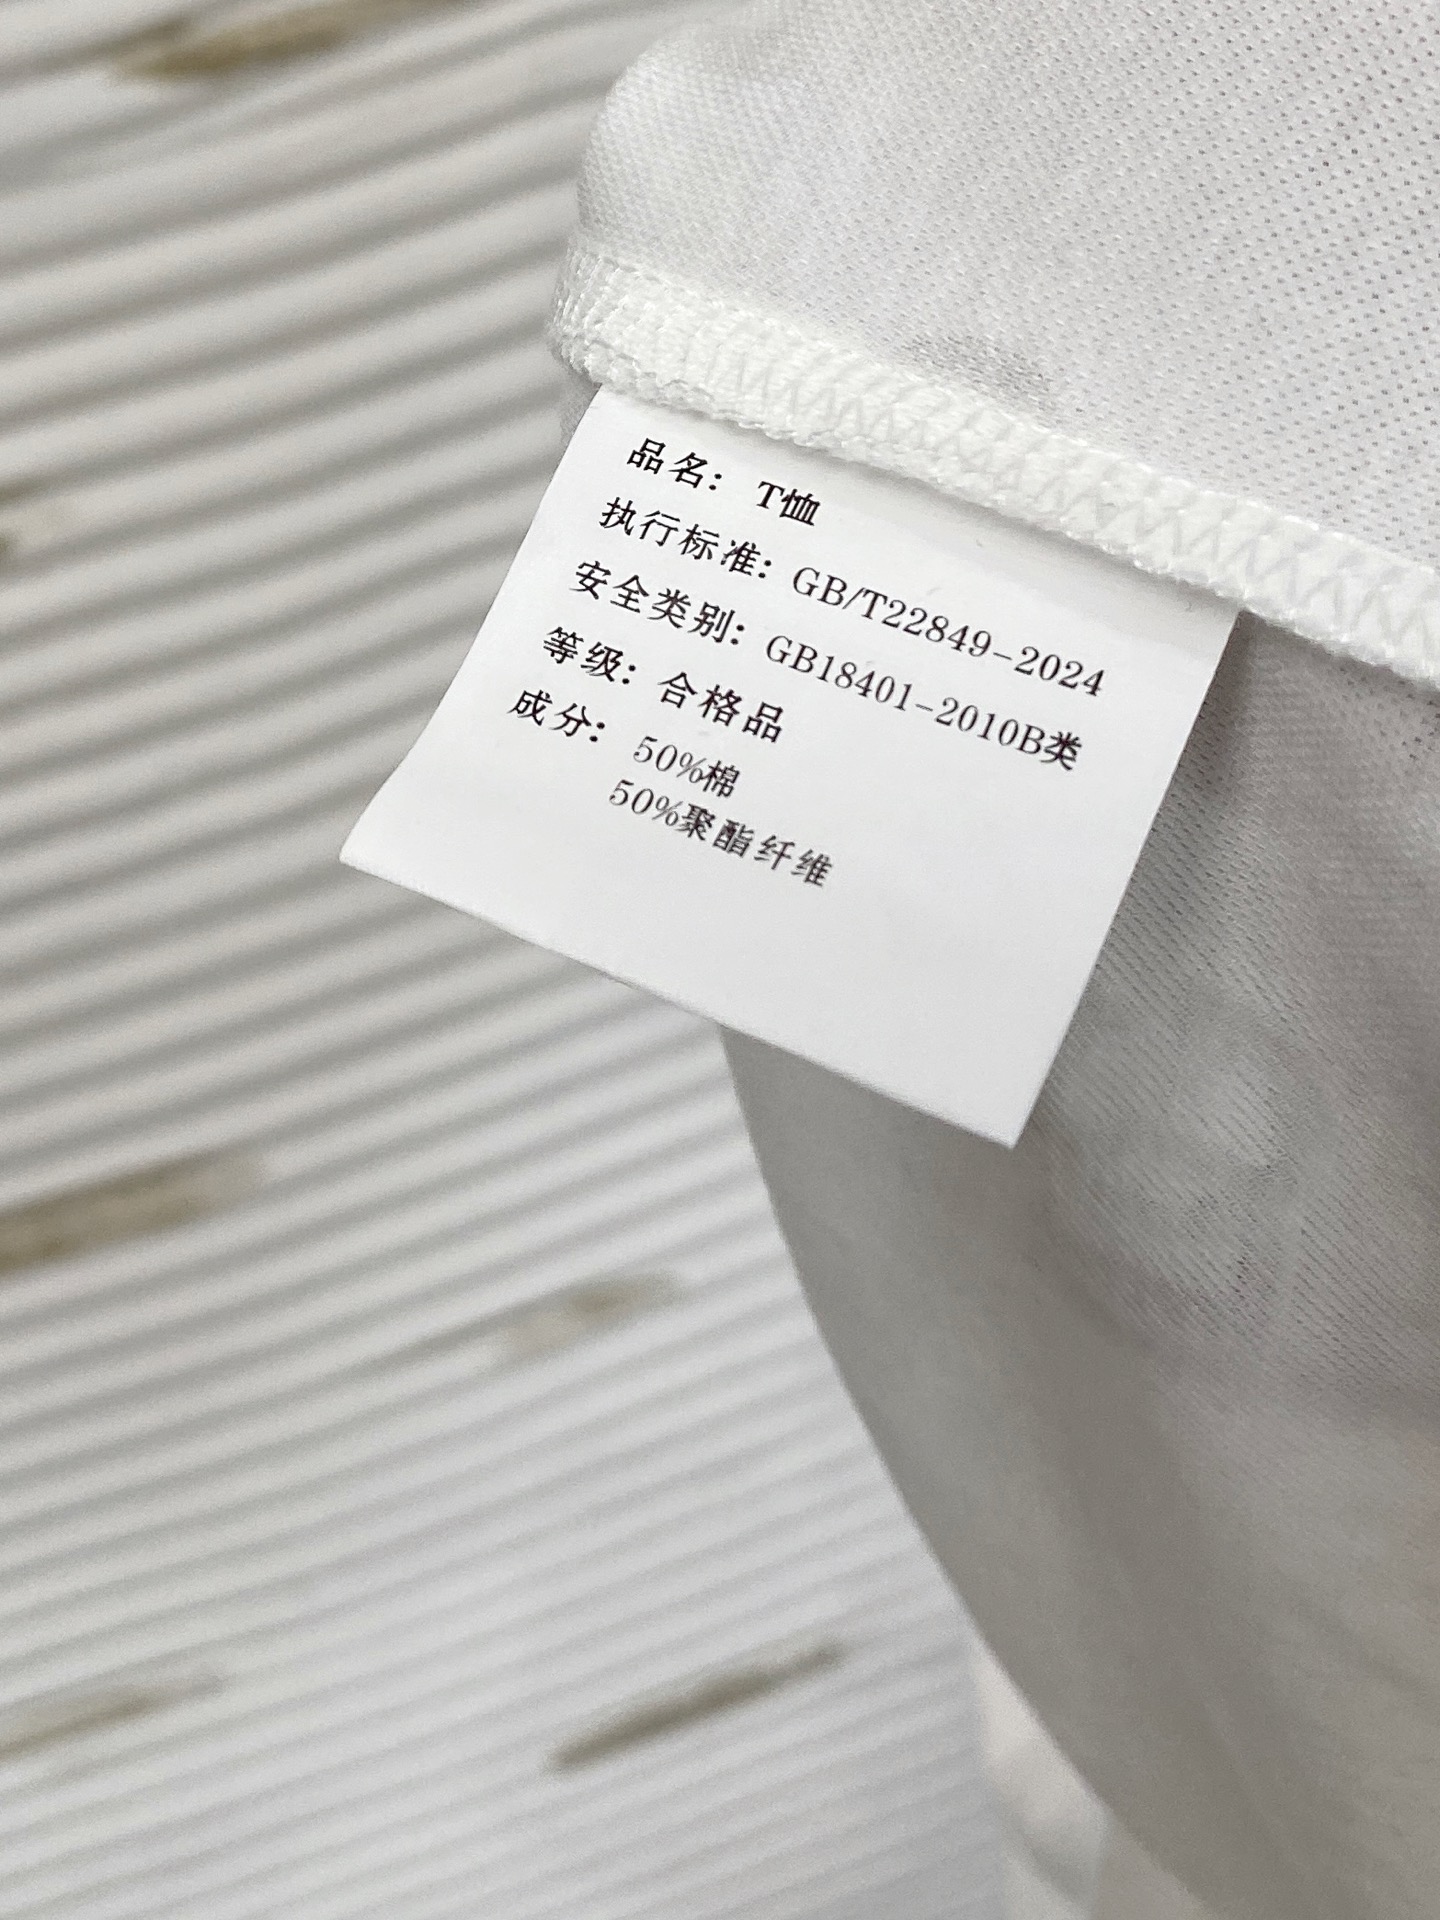 品名： T恤
执行标准：GB/T22849-2024
安全类别：GB18401-2010B类
等级：合格品
成分：50%棉
50%聚酯纤维